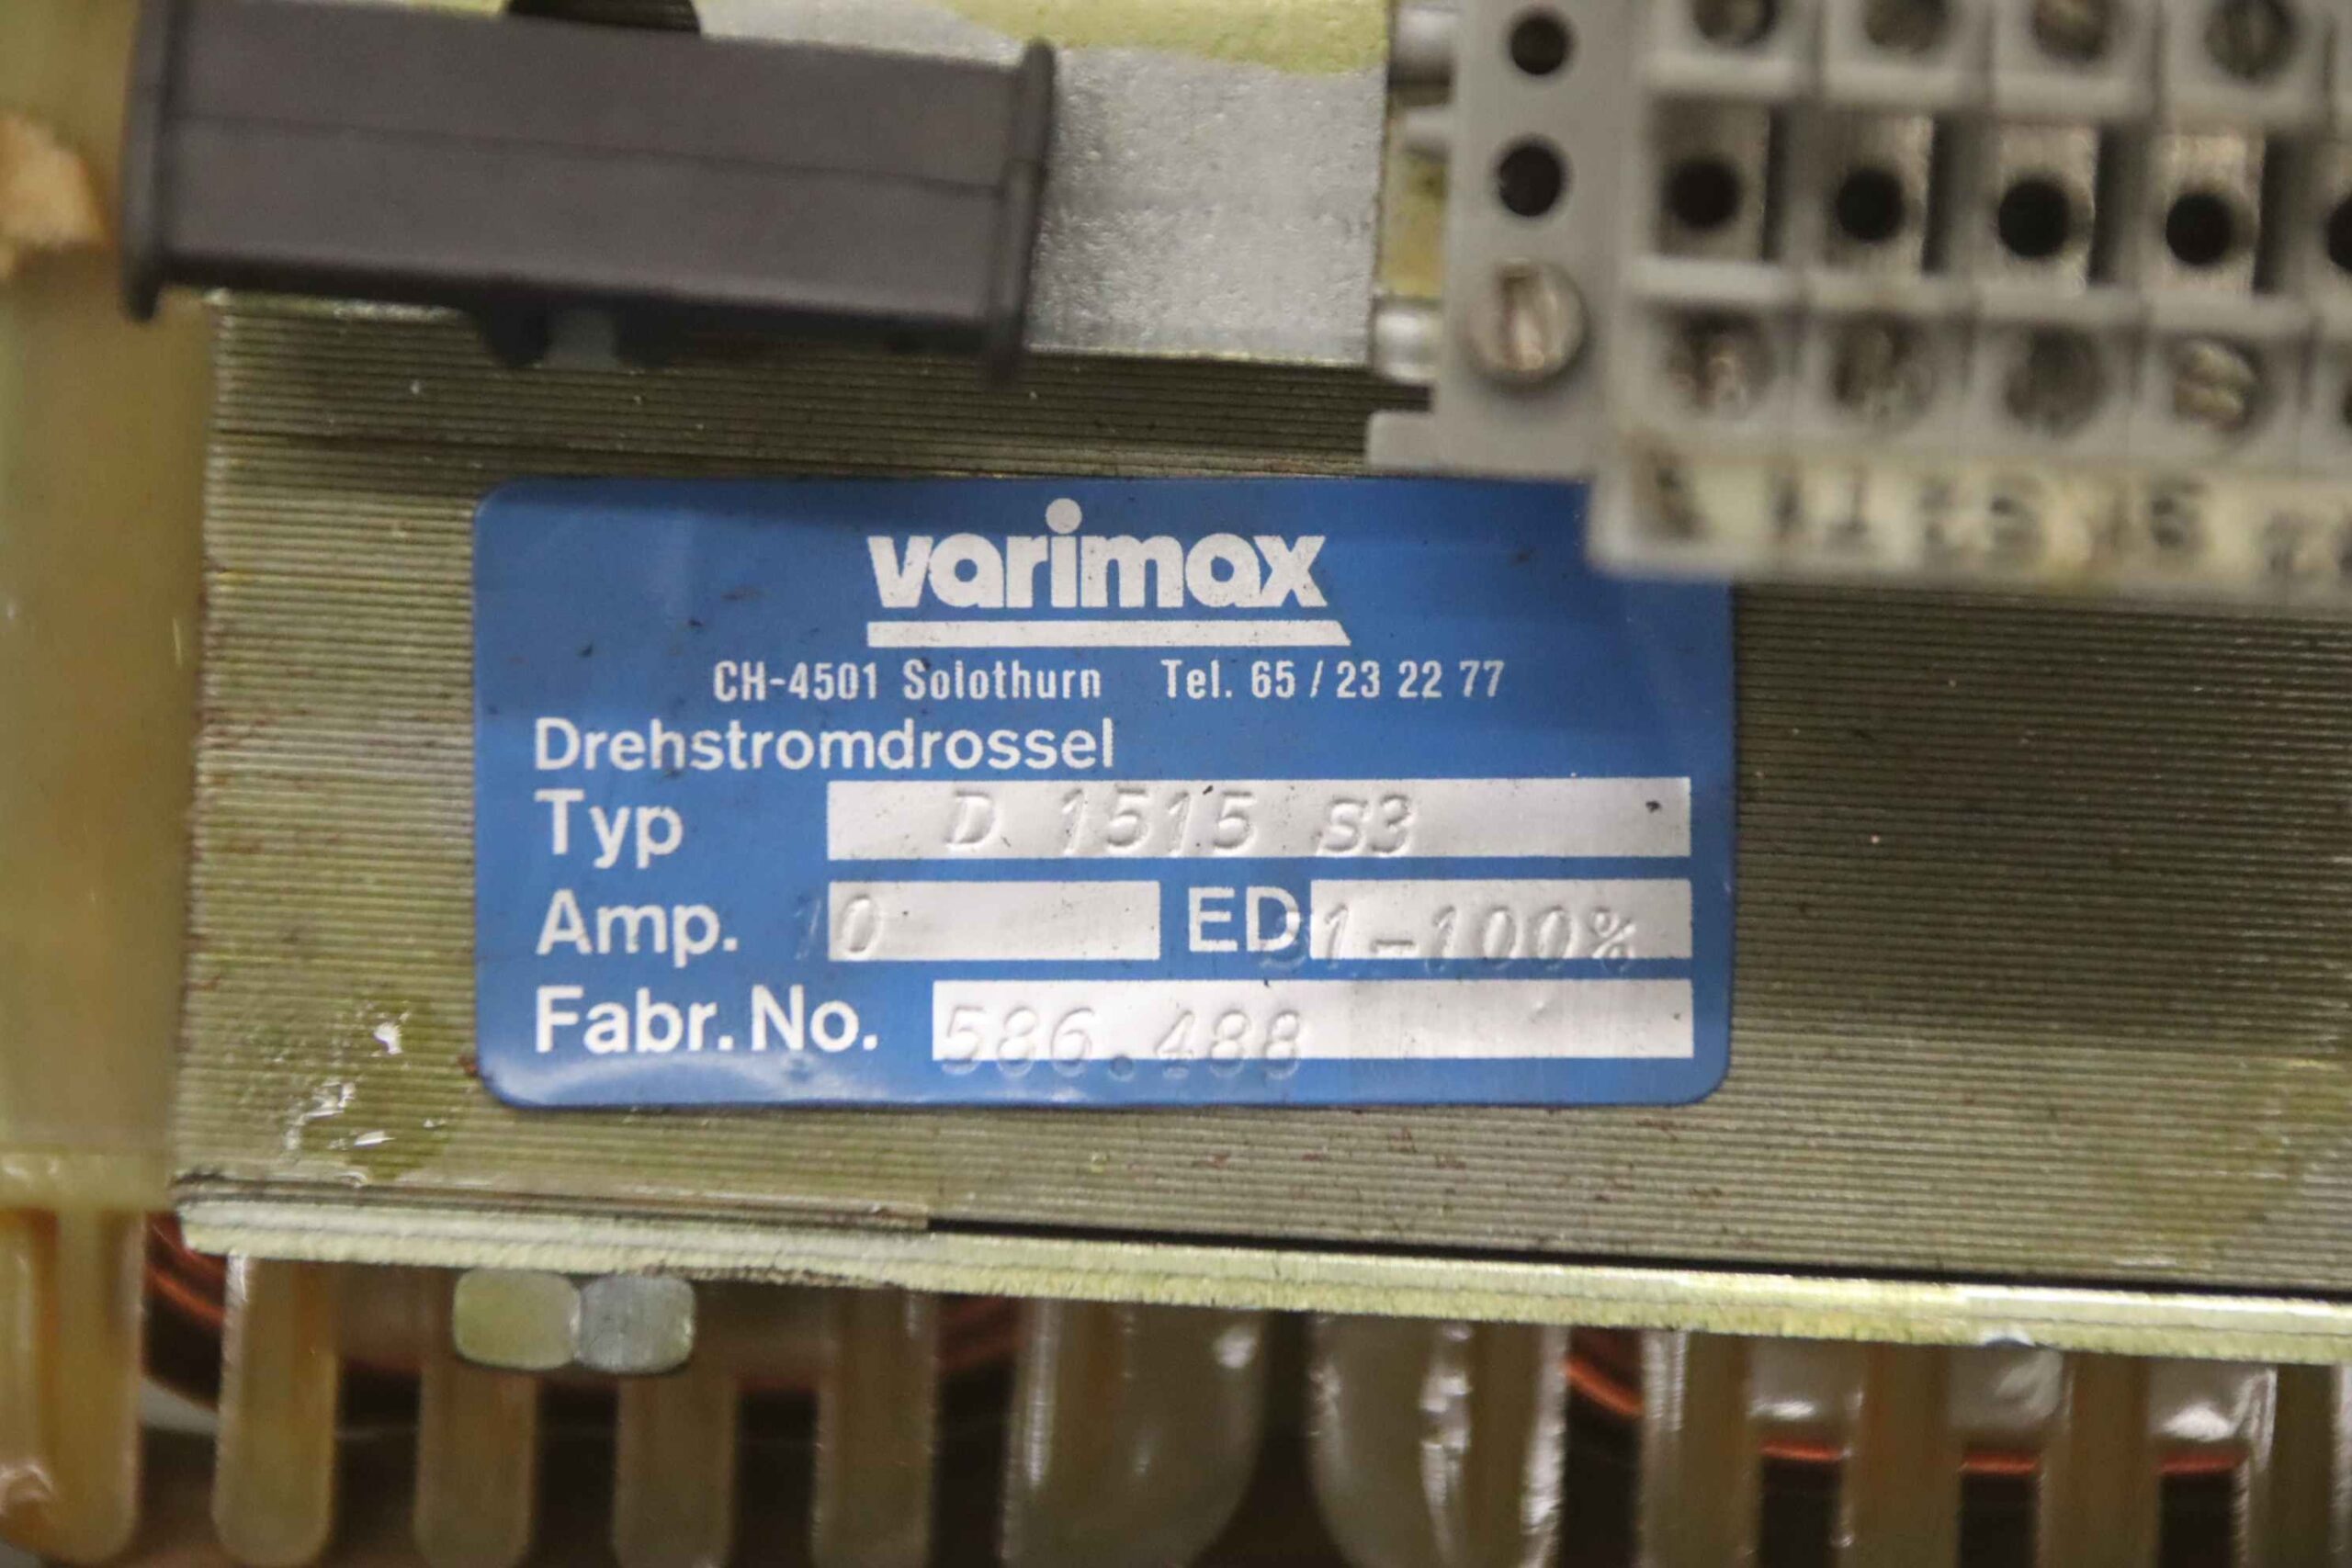 varimax
CH-4501 Solothurn Tel. 65 / 23 22 77
Drehstromdrossel
Typ D 1515 S3
Amp. 10 ED S1-100%
Fabr. No. 586.488